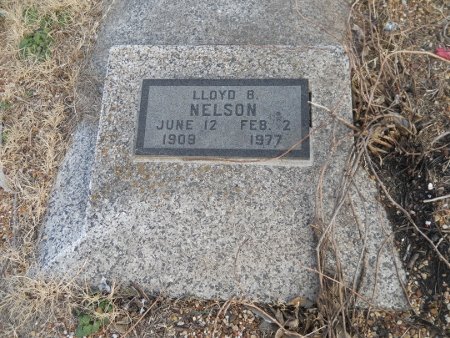 LLOYD B.
NELSON
JUNE 12 FEB. 2
1909 1977